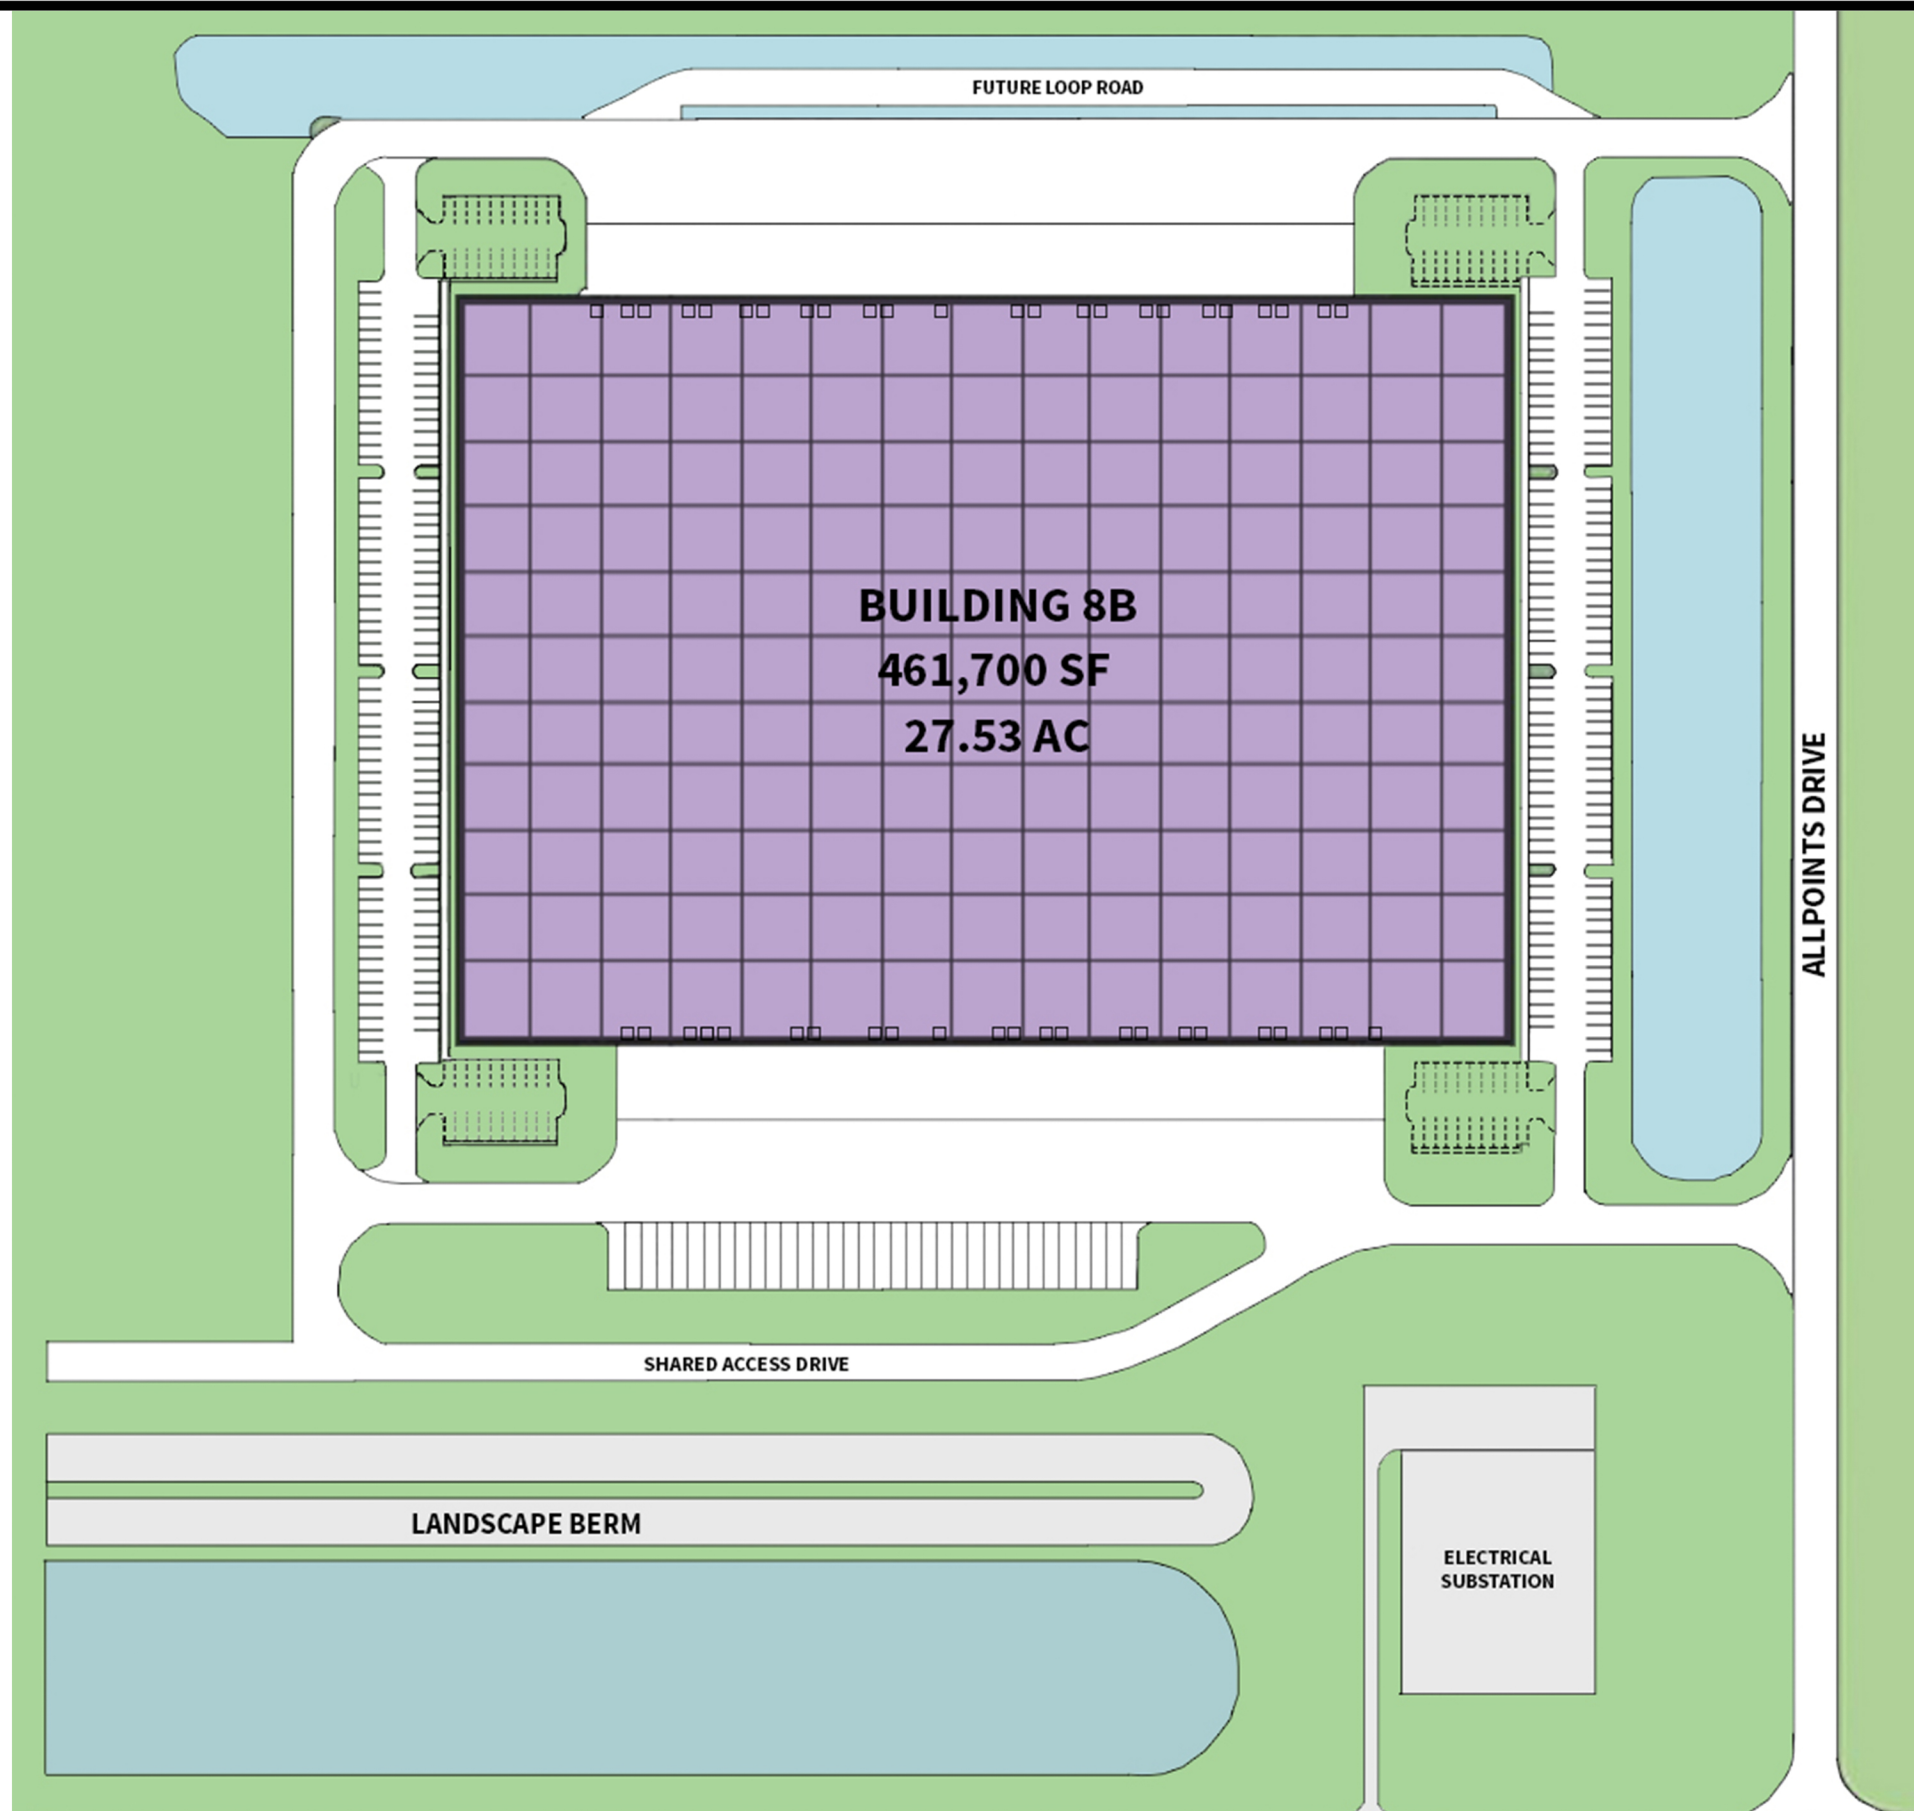 FUTURE LOOP ROAD
BUILDING 8B
461,700 SF
27.53 AC
ALLPOINTS DRIVE
SHARED ACCESS DRIVE
LANDSCAPE BERM
ELECTRICAL
SUBSTATION